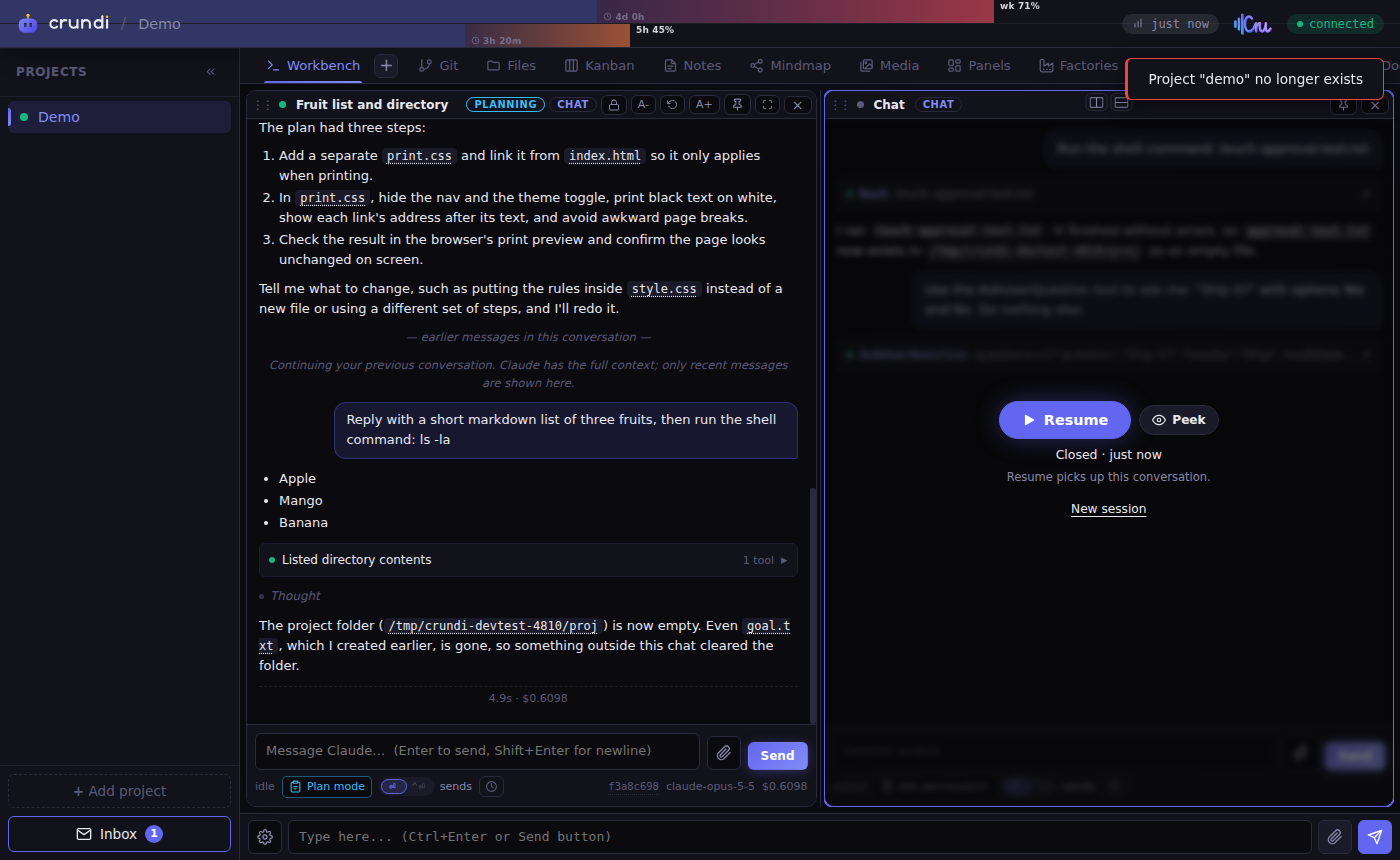 crundi / Demo
4d 0h
wk 71%
3h 20m
5h 45%
just now
Cru
connected
PROJECTS «
Demo
+ Add project
Inbox 1
Workbench + Git Files Kanban Notes Mindmap Media Panels Factories Do
Project "demo" no longer exists
Fruit list and directory PLANNING CHAT A- A+
The plan had three steps:
1. Add a separate print.css and link it from index.html so it only applies
when printing.
2. In print.css, hide the nav and the theme toggle, print black text on white,
show each link's address after its text, and avoid awkward page breaks.
3. Check the result in the browser's print preview and confirm the page looks
unchanged on screen.
Tell me what to change, such as putting the rules inside style.css instead of a
new file or using a different set of steps, and I'll redo it.
— earlier messages in this conversation —
Continuing your previous conversation. Claude has the full context; only recent messages
are shown here.
Reply with a short markdown list of three fruits, then run the shell
command: ls -la
• Apple
• Mango
• Banana
Listed directory contents 1 tool
Thought
The project folder (/tmp/crundi-devtest-4810/proj) is now empty. Even goal.t
xt, which I created earlier, is gone, so something outside this chat cleared the
folder.
4.9s · $0.6098
Message Claude… (Enter to send, Shift+Enter for newline)
Send
idle Plan mode sends f3a8c698 claude-opus-5-5 $0.6098
Chat CHAT
Resume Peek
Closed · just now
Resume picks up this conversation.
New session
Type here... (Ctrl+Enter or Send button)